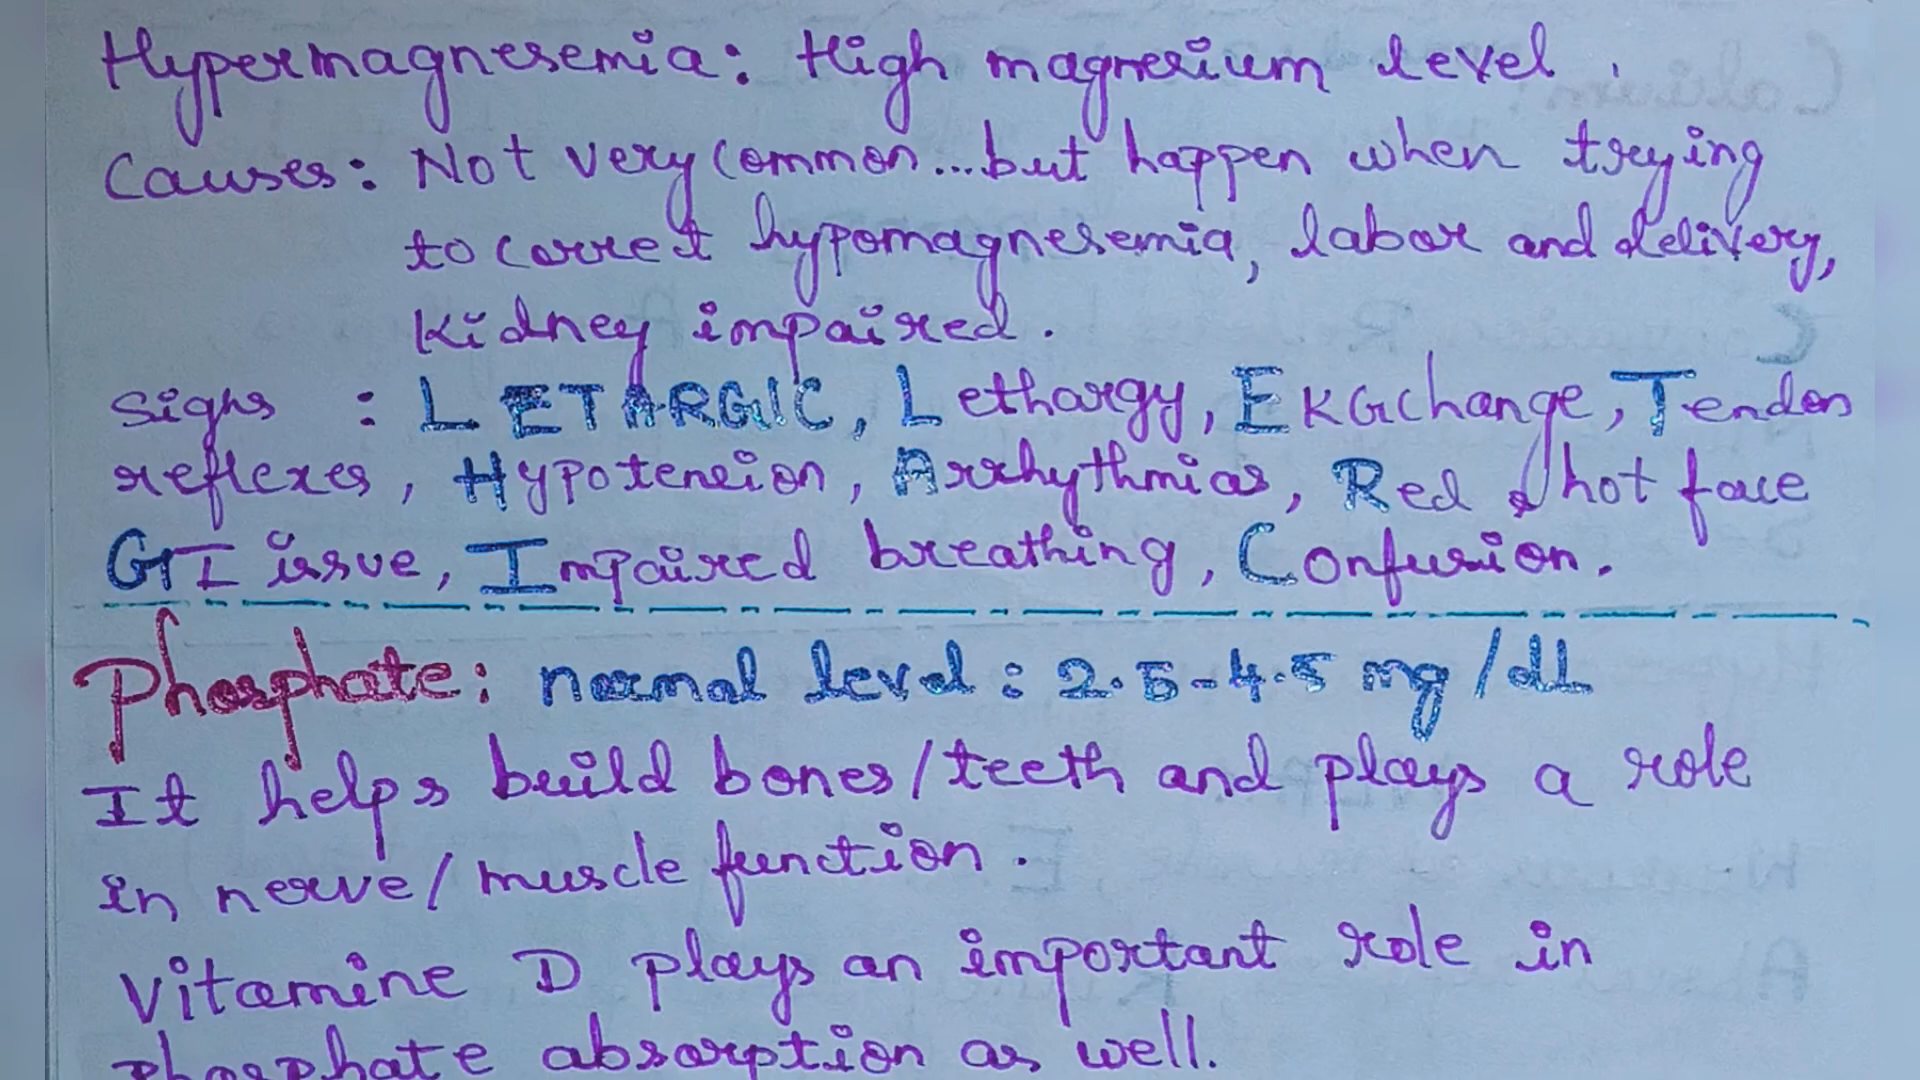 Hypermagnesemia: High magnesium level.
Causes: Not very common...but happen when trying
to correct hypomagnesemia, labor and delivery,
Kidney impaired.
Signs : LETARGIC, Lethargy, EKG change, Tendon
reflexes, Hypotension, Arrhythmias, Red & hot face
GI issue, Impaired breathing, Confusion.
Phosphate: normal level: 2.5-4.5 mg/dL
It helps build bones/teeth and plays a role
in nerve/muscle function.
Vitamine D plays an important role in
phosphate absorption as well.